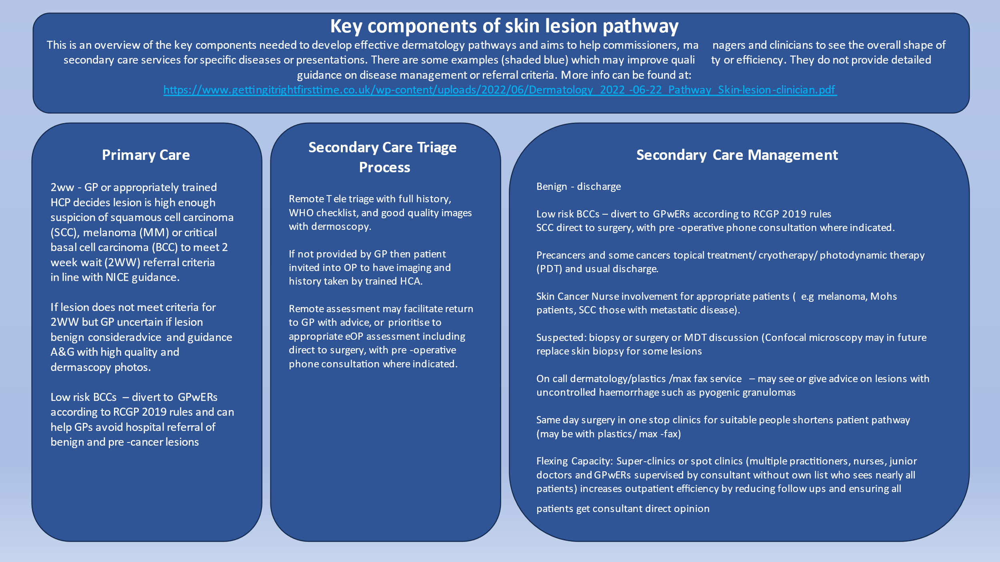 Key components of skin lesion pathway
This is an overview of the key components needed to develop effective dermatology pathways and aims to help commissioners, ma nagers and clinicians to see the overall shape of
secondary care services for specific diseases or presentations. There are some examples (shaded blue) which may improve quali ty or efficiency. They do not provide detailed
guidance on disease management or referral criteria. More info can be found at:
https://www.gettingitrightfirsttime.co.uk/wp-content/uploads/2022/06/Dermatology_2022 -06-22_Pathway_Skin-lesion-clinician.pdf
Primary Care
2ww - GP or appropriately trained
HCP decides lesion is high enough
suspicion of squamous cell carcinoma
(SCC), melanoma (MM) or critical
basal cell carcinoma (BCC) to meet 2
week wait (2WW) referral criteria
in line with NICE guidance.
If lesion does not meet criteria for
2WW but GP uncertain if lesion
benign consideradvice and guidance
A&G with high quality and
dermascopy photos.
Low risk BCCs – divert to GPwERs
according to RCGP 2019 rules and can
help GPs avoid hospital referral of
benign and pre -cancer lesions
Secondary Care Triage
Process
Remote T ele triage with full history,
WHO checklist, and good quality images
with dermoscopy.
If not provided by GP then patient
invited into OP to have imaging and
history taken by trained HCA.
Remote assessment may facilitate return
to GP with advice, or prioritise to
appropriate eOP assessment including
direct to surgery, with pre -operative
phone consultation where indicated.
Secondary Care Management
Benign - discharge
Low risk BCCs – divert to GPwERs according to RCGP 2019 rules
SCC direct to surgery, with pre -operative phone consultation where indicated.
Precancers and some cancers topical treatment/ cryotherapy/ photodynamic therapy
(PDT) and usual discharge.
Skin Cancer Nurse involvement for appropriate patients ( e.g melanoma, Mohs
patients, SCC those with metastatic disease).
Suspected: biopsy or surgery or MDT discussion (Confocal microscopy may in future
replace skin biopsy for some lesions
On call dermatology/plastics /max fax service – may see or give advice on lesions with
uncontrolled haemorrhage such as pyogenic granulomas
Same day surgery in one stop clinics for suitable people shortens patient pathway
(may be with plastics/ max -fax)
Flexing Capacity: Super-clinics or spot clinics (multiple practitioners, nurses, junior
doctors and GPwERs supervised by consultant without own list who sees nearly all
patients) increases outpatient efficiency by reducing follow ups and ensuring all
patients get consultant direct opinion